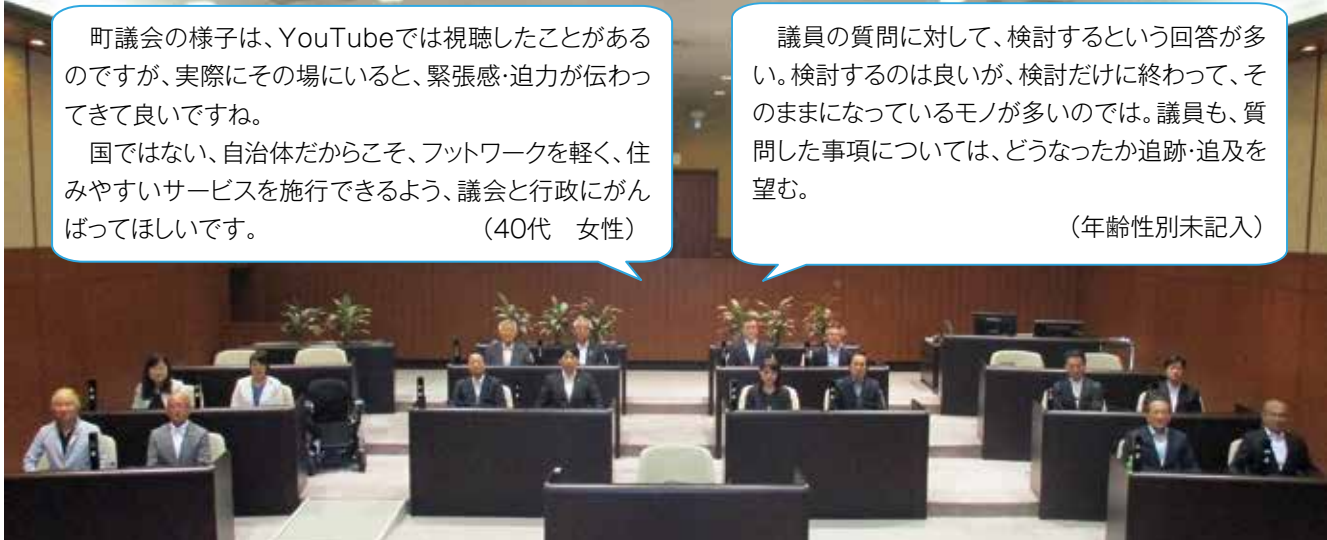 町議会の様子は、YouTubeでは視聴したことがある
のですが、実際にその場にいると、緊張感・迫力が伝わっ
てきて良いですね。
　国ではない、自治体だからこそ、フットワークを軽く、住
みやすいサービスを施行できるよう、議会と行政にがん
ばってほしいです。　（40代　女性）
　議員の質問に対して、検討するという回答が多
い。検討するのは良いが、検討だけに終わって、そ
のままになっているモノが多いのでは。議員も、質
問した事項については、どうなったか追跡・追及を
望む。
（年齢性別未記入）